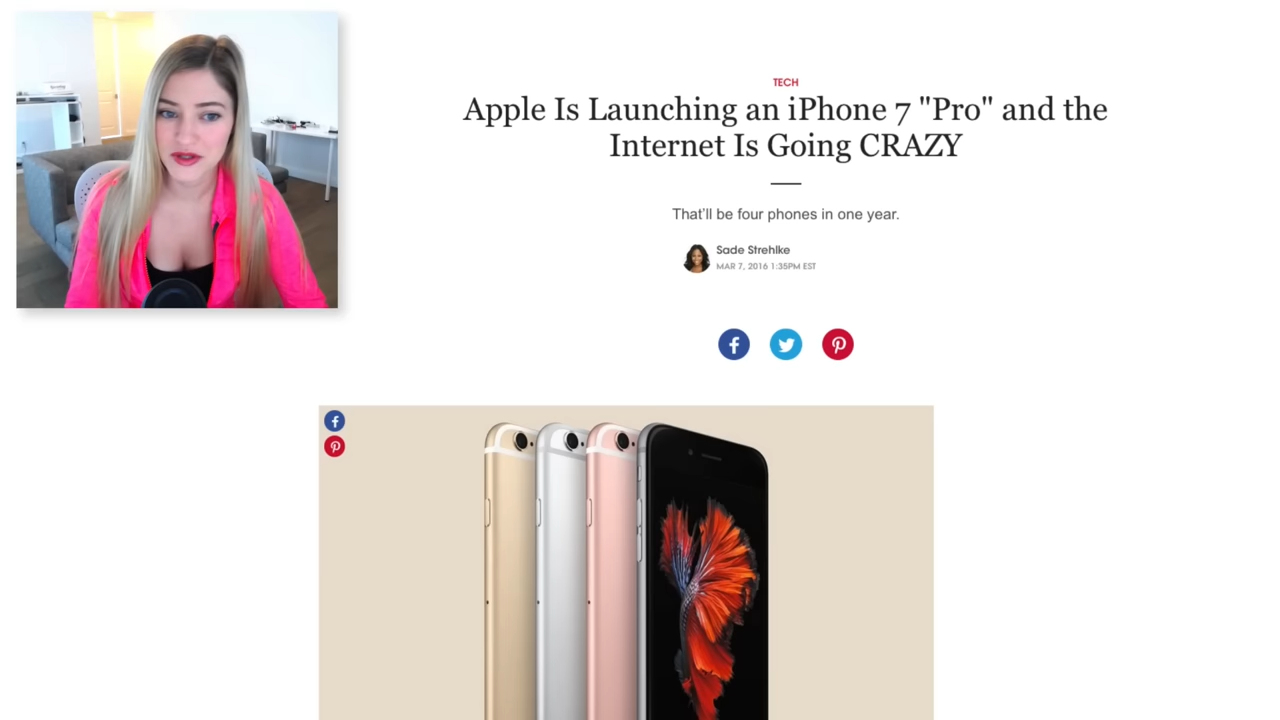 TECH
Apple Is Launching an iPhone 7 "Pro" and the
Internet Is Going CRAZY
That'll be four phones in one year.
Sade Strehlke
MAR 7, 2016 1:35PM EST